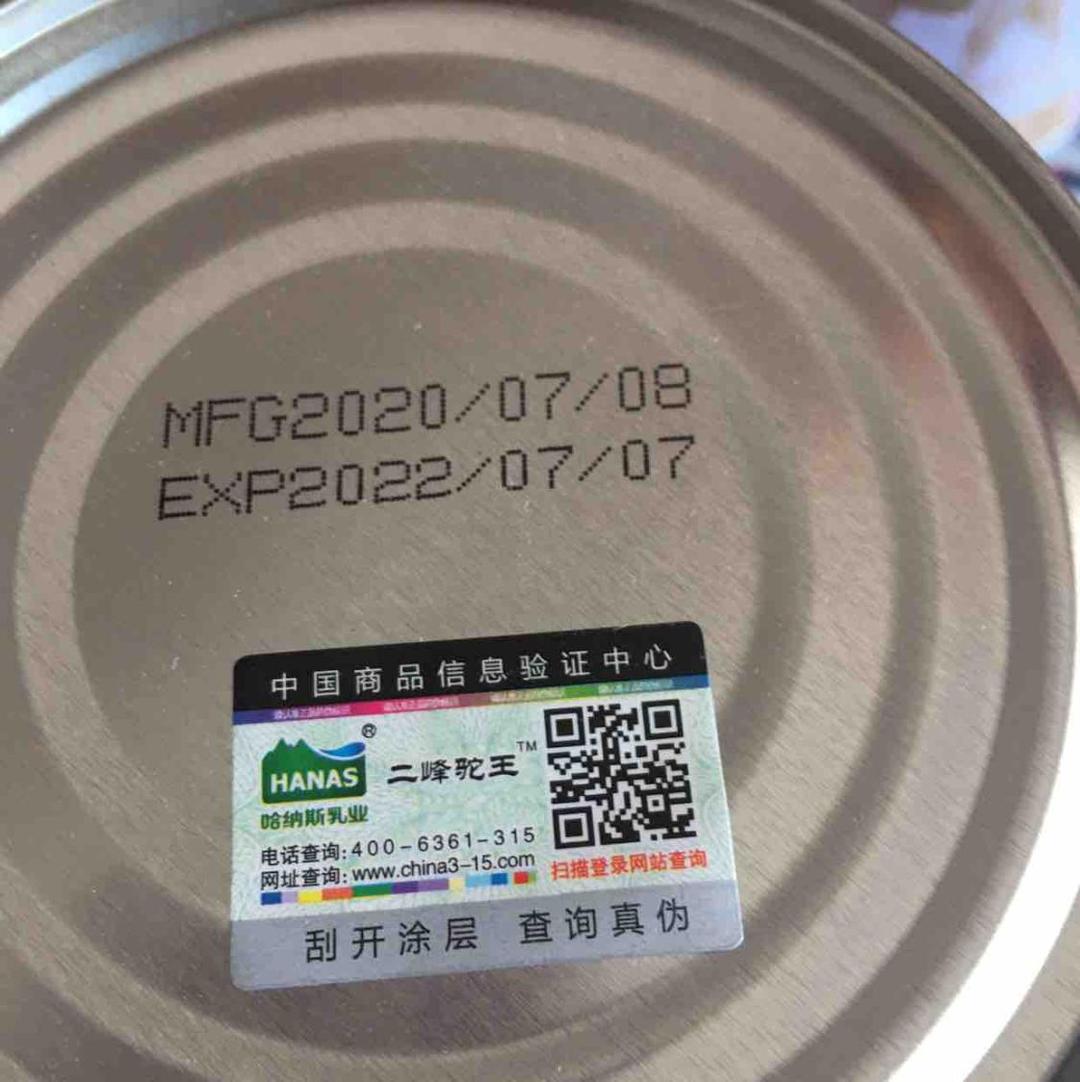 MFG2020/07/08
EXP2022/07/07
中国商品信息验证中心
HANAS®
二峰驼王™
哈纳斯乳业
电话查询:400-6361-315
网址查询:www.china3-15.com
扫描登录网站查询
刮开涂层 查询真伪